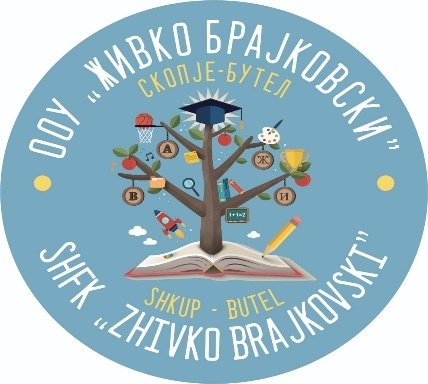 ООУ „ЖИВКО БРАЈКОВСКИ”
СКОПЈЕ-БУТЕЛ
А
Ж
В
И
1+1=2
SHKUP - BUTEL
SHFK „ZHIVKO BRAJKOVSKI”